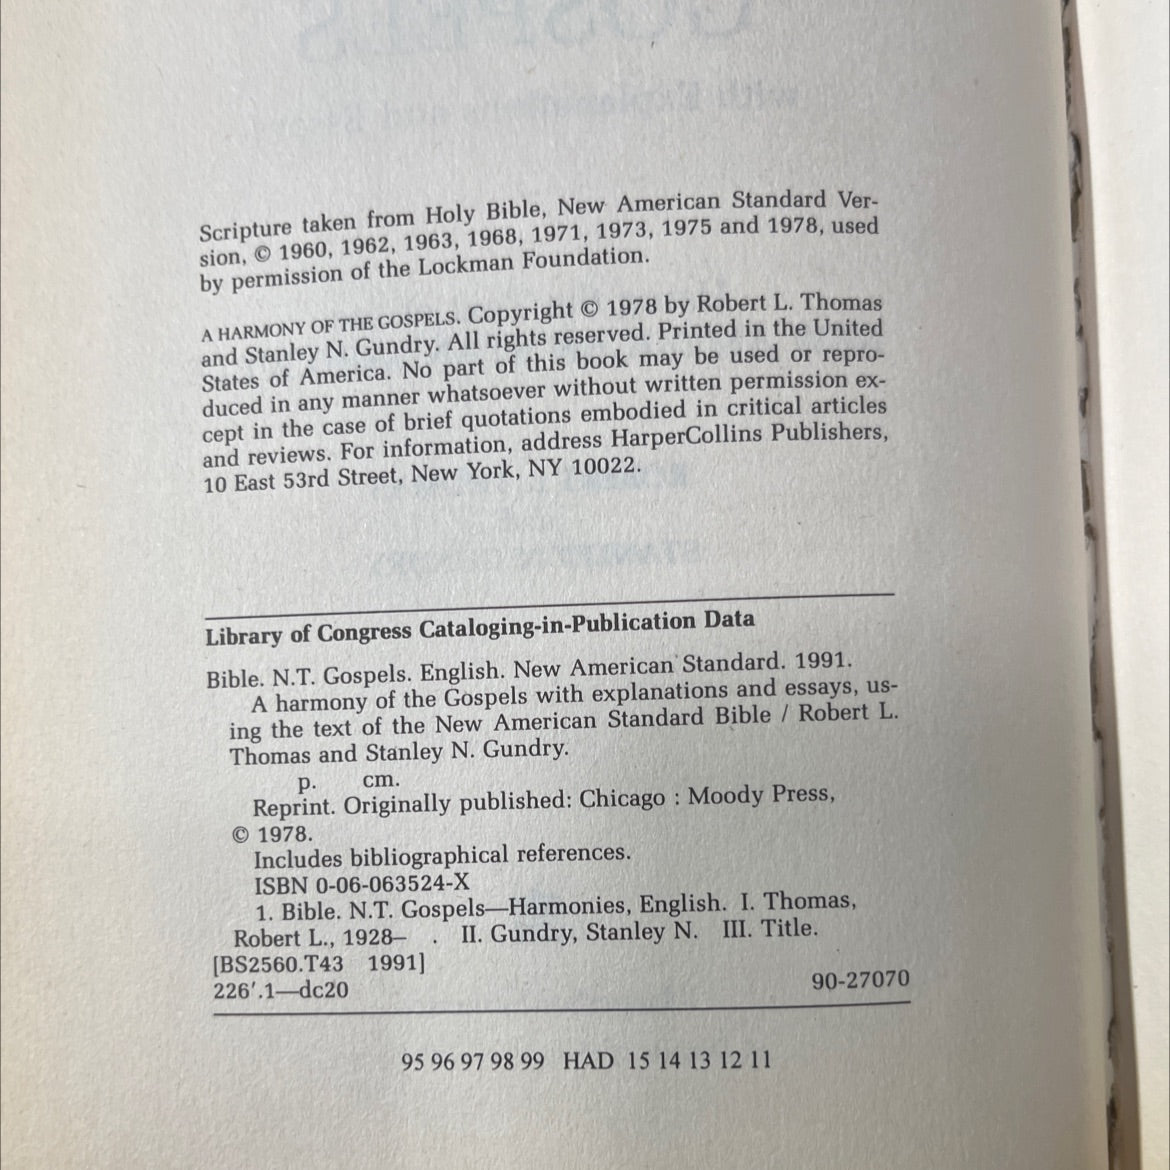 Scripture taken from Holy Bible, New American Standard Ver-
sion, © 1960, 1962, 1963, 1968, 1971, 1973, 1975 and 1978, used
by permission of the Lockman Foundation.
A HARMONY OF THE GOSPELS. Copyright © 1978 by Robert L. Thomas
and Stanley N. Gundry. All rights reserved. Printed in the United
States of America. No part of this book may be used or repro-
duced in any manner whatsoever without written permission ex-
cept in the case of brief quotations embodied in critical articles
and reviews. For information, address HarperCollins Publishers,
10 East 53rd Street, New York, NY 10022.
Library of Congress Cataloging-in-Publication Data
Bible. N.T. Gospels. English. New American Standard. 1991.
A harmony of the Gospels with explanations and essays, us-
ing the text of the New American Standard Bible / Robert L.
Thomas and Stanley N. Gundry.
p. cm.
Reprint. Originally published: Chicago : Moody Press,
© 1978.
Includes bibliographical references.
ISBN 0-06-063524-X
1. Bible. N.T. Gospels—Harmonies, English. I. Thomas,
Robert L., 1928– . II. Gundry, Stanley N. III. Title.
[BS2560.T43 1991]
226′.1—dc20 90-27070
95 96 97 98 99 HAD 15 14 13 12 11